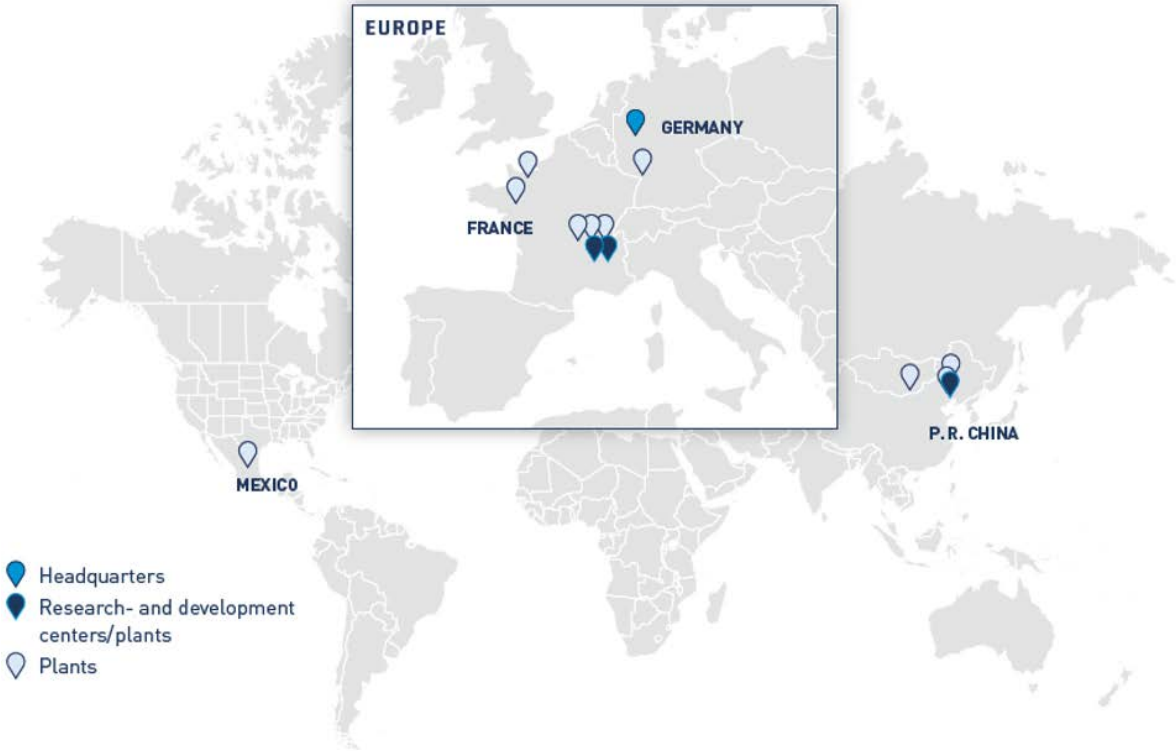 EUROPE
GERMANY
FRANCE
P.R. CHINA
MEXICO
Headquarters
Research- and development
centers/plants
Plants